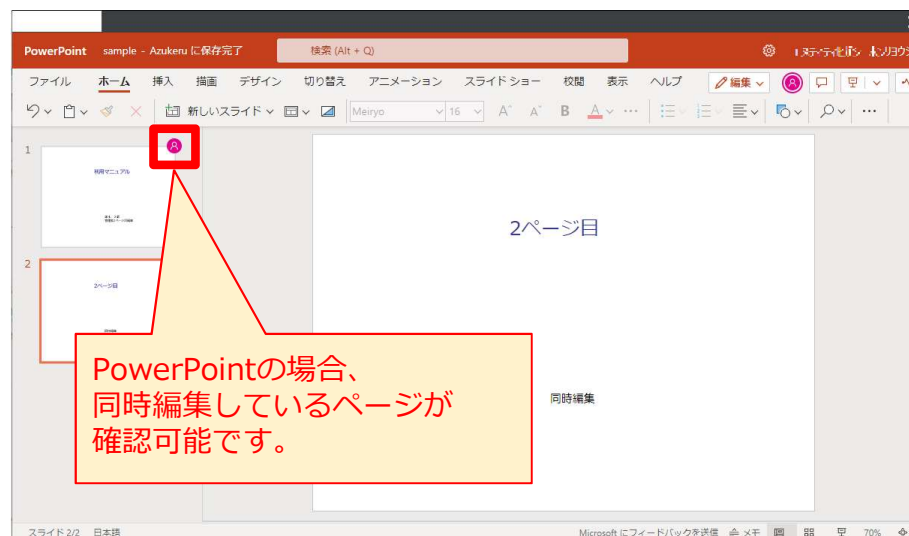 PowerPoint sample - Azukeru に保存完了 検索 (Alt + Q)
ファイル ホーム 挿入 描画 デザイン 切り替え アニメーション スライド ショー 校閲 表示 ヘルプ 編集
新しいスライド Meiryo 16 A A B A ...
1
利用マニュアル
2
2ページ目
同時編集
2ページ目
同時編集
PowerPointの場合、
同時編集しているページが
確認可能です。
スライド 2/2 日本語 Microsoft にフィードバックを送信 メモ 70%